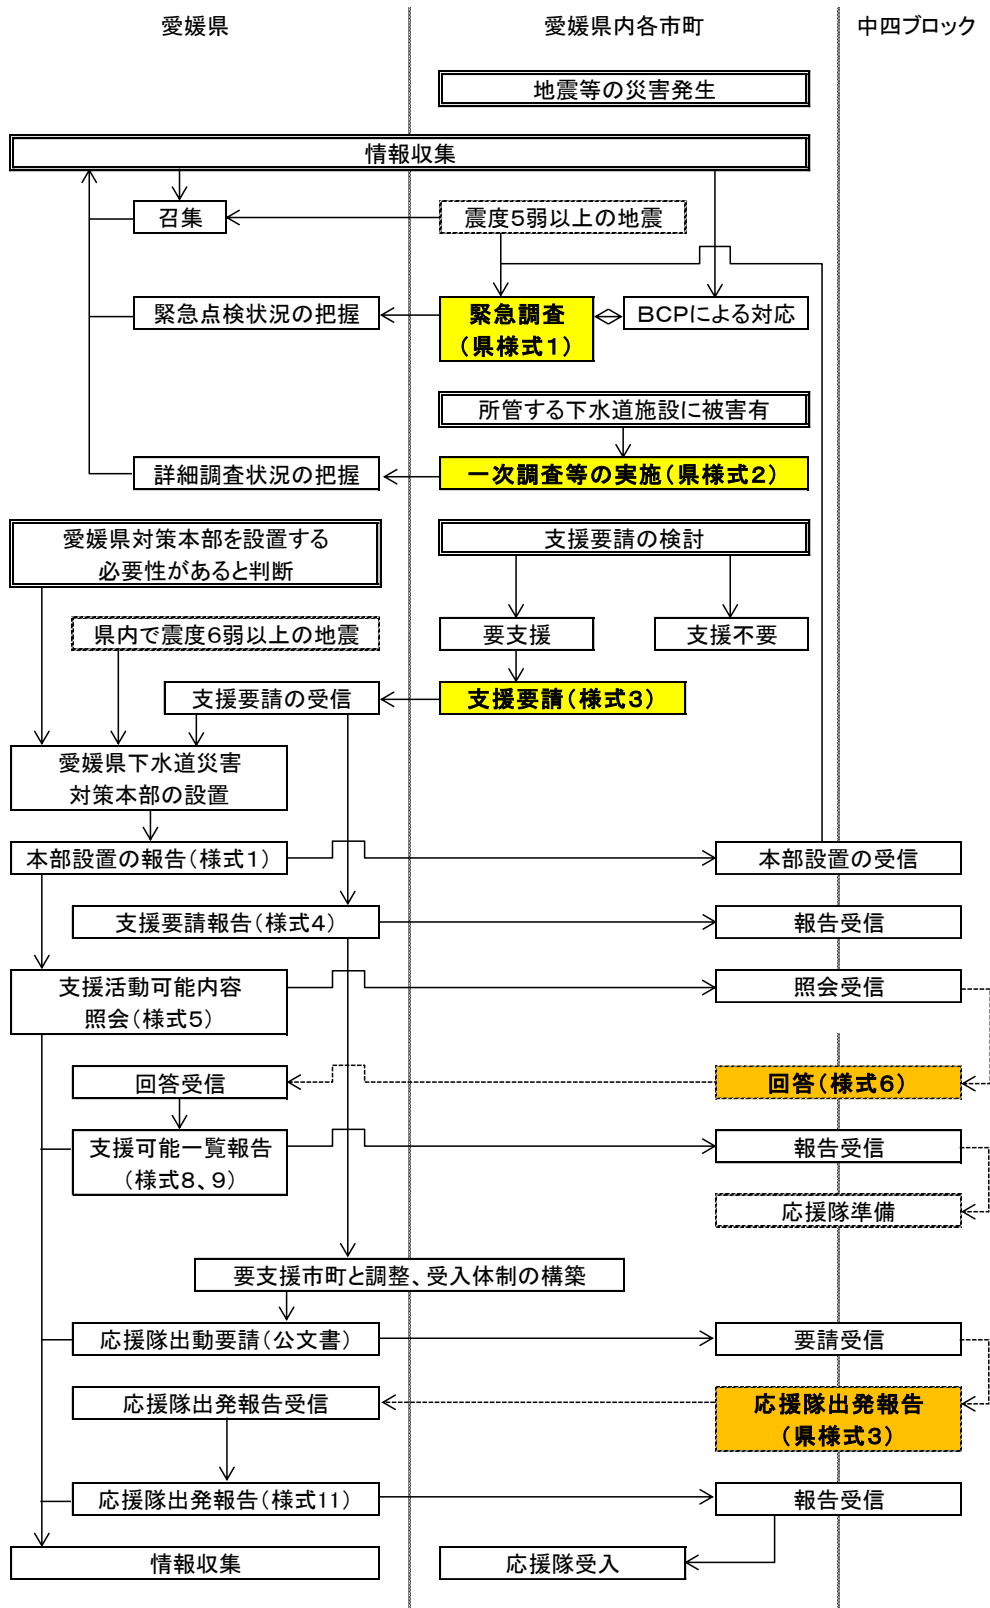 愛媛県
愛媛県内各市町
中四ブロック
地震等の災害発生
情報収集
召集
震度5弱以上の地震
緊急点検状況の把握
緊急調査
(県様式1)
BCPによる対応
所管する下水道施設に被害有
詳細調査状況の把握
一次調査等の実施(県様式2)
愛媛県対策本部を設置する
必要性があると判断
支援要請の検討
県内で震度6弱以上の地震
要支援
支援不要
支援要請の受信
支援要請(様式3)
愛媛県下水道災害
対策本部の設置
本部設置の報告(様式1)
本部設置の受信
支援要請報告(様式4)
報告受信
支援活動可能内容
照会(様式5)
照会受信
回答受信
回答(様式6)
支援可能一覧報告
(様式8、9)
報告受信
応援隊準備
要支援市町と調整、受入体制の構築
応援隊出動要請(公文書)
要請受信
応援隊出発報告受信
応援隊出発報告
(県様式3)
応援隊出発報告(様式11)
報告受信
情報収集
応援隊受入